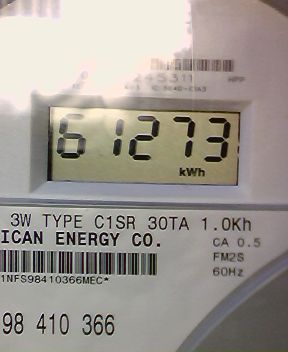 61273
kWh
3W TYPE C1SR 30TA 1.0Kh
ICAN ENERGY CO.
CA 0.5
FM2S
60Hz
1NFS98410366MEC*
98 410 366